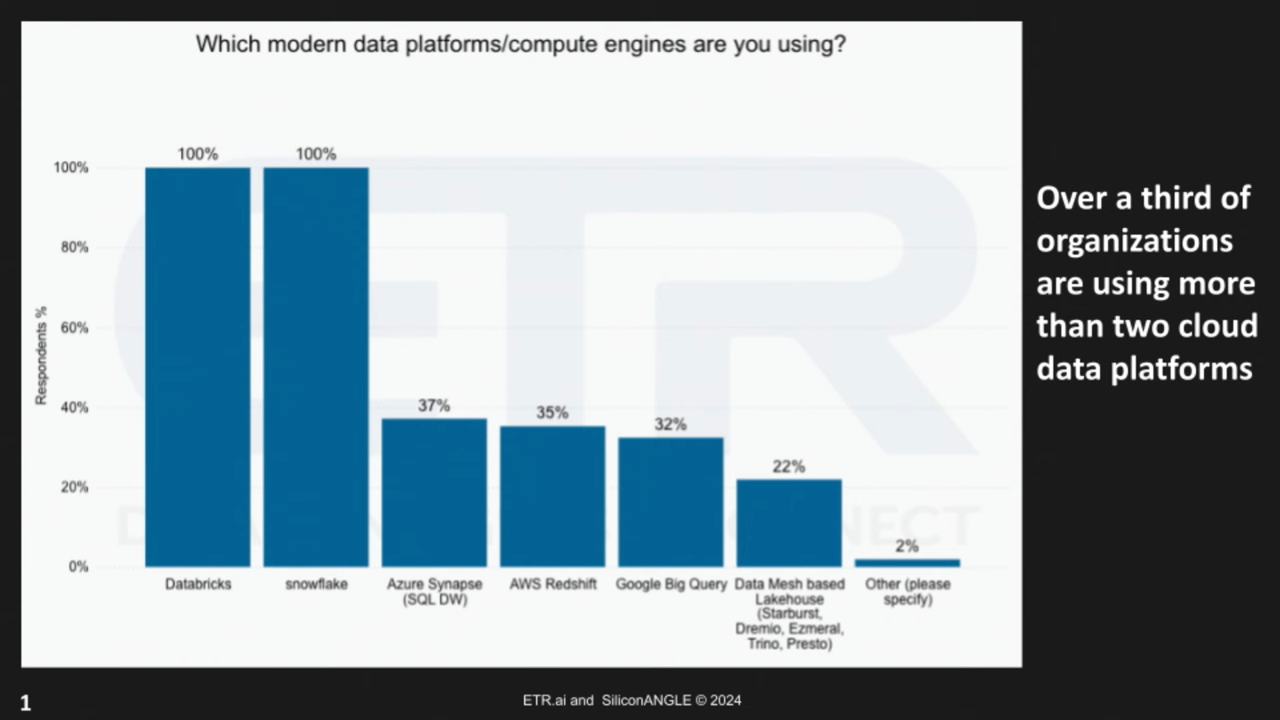 Which modern data platforms/compute engines are you using?
100%
100%
100%
80%
60%
40%
20%
0%
Respondents %
37%
35%
32%
22%
2%
Databricks
snowflake
Azure Synapse
(SQL DW)
AWS Redshift
Google Big Query
Data Mesh based
Lakehouse
(Starburst,
Dremio, Ezmeral,
Trino, Presto)
Other (please
specify)
ETR
Over a third of
organizations
are using more
than two cloud
data platforms
1
ETR.ai and SiliconANGLE © 2024